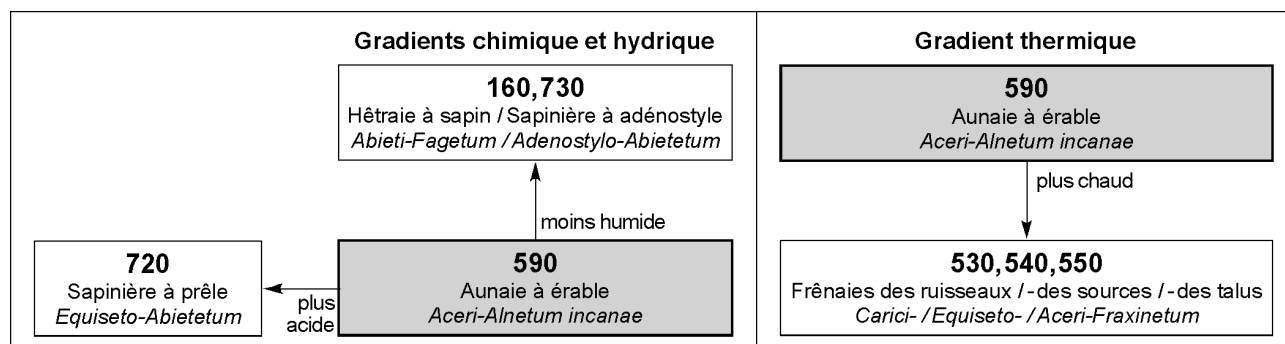 Gradients chimique et hydrique
160,730
Hêtraie à sapin / Sapinière à adénostyle
Abieti-Fagetum / Adenostylo-Abietetum
moins humide
720
Sapinière à prêle
Equiseto-Abietetum
plus
acide
590
Aunaie à érable
Aceri-Alnetum incanae
Gradient thermique
590
Aunaie à érable
Aceri-Alnetum incanae
plus chaud
530,540,550
Frênaies des ruisseaux /-des sources /-des talus
Carici- / Equiseto- / Aceri-Fraxinetum